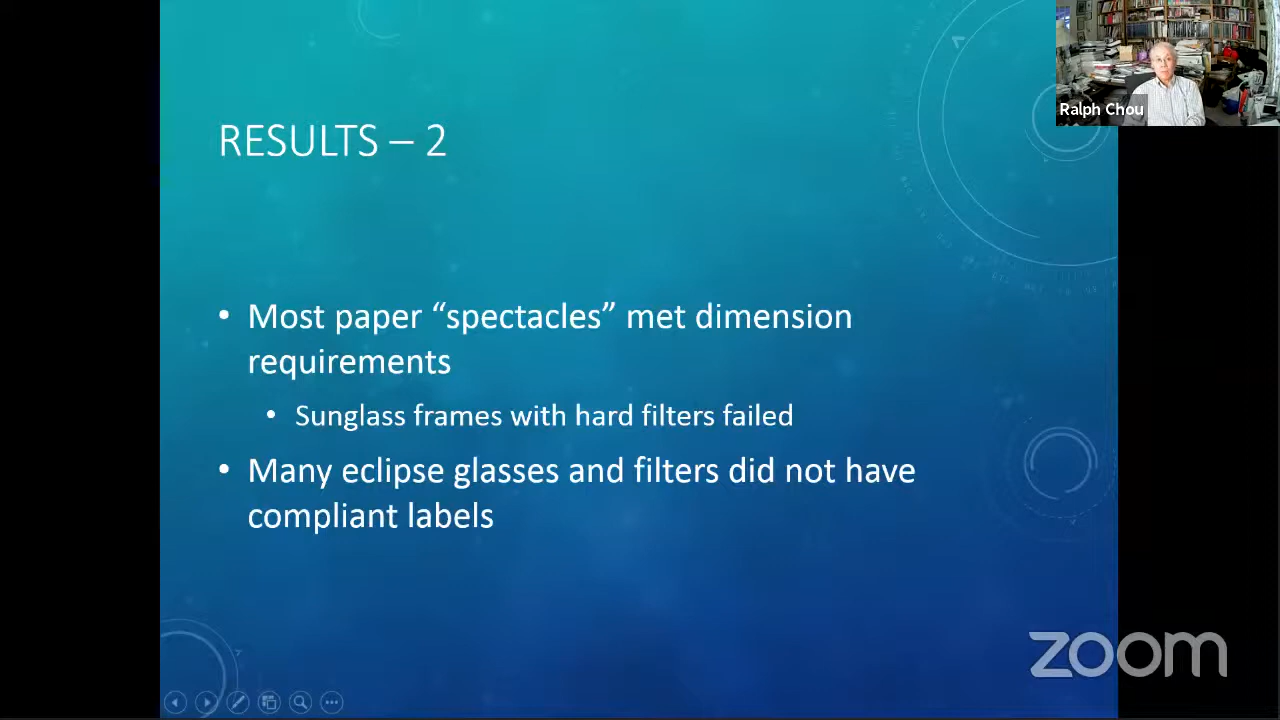 Ralph Chou
RESULTS – 2
• Most paper “spectacles” met dimension
requirements
• Sunglass frames with hard filters failed
• Many eclipse glasses and filters did not have
compliant labels
zoom